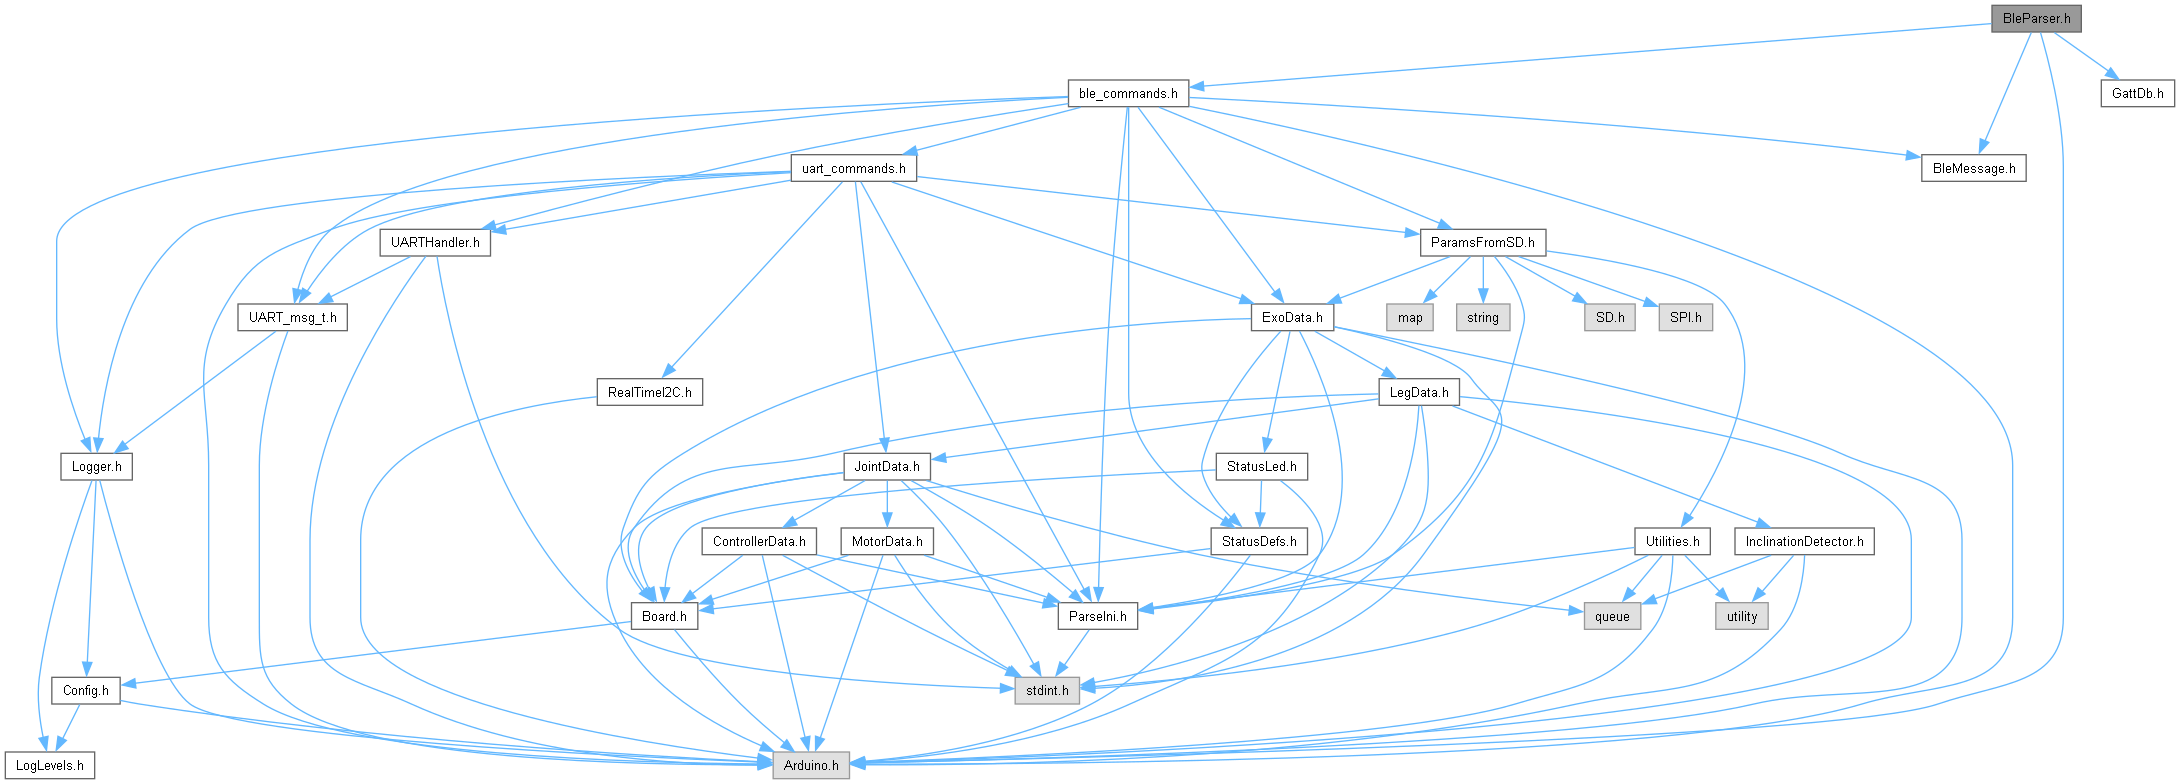 BleParser.h
ble_commands.h
GattDb.h
uart_commands.h
BleMessage.h
UARTHandler.h
ParamsFromSD.h
UART_msg_t.h
ExoData.h
map
string
SD.h
SPI.h
RealTimeI2C.h
LegData.h
Logger.h
JointData.h
StatusLed.h
ControllerData.h
MotorData.h
StatusDefs.h
Utilities.h
InclinationDetector.h
Board.h
ParseIni.h
queue
utility
Config.h
stdint.h
LogLevels.h
Arduino.h